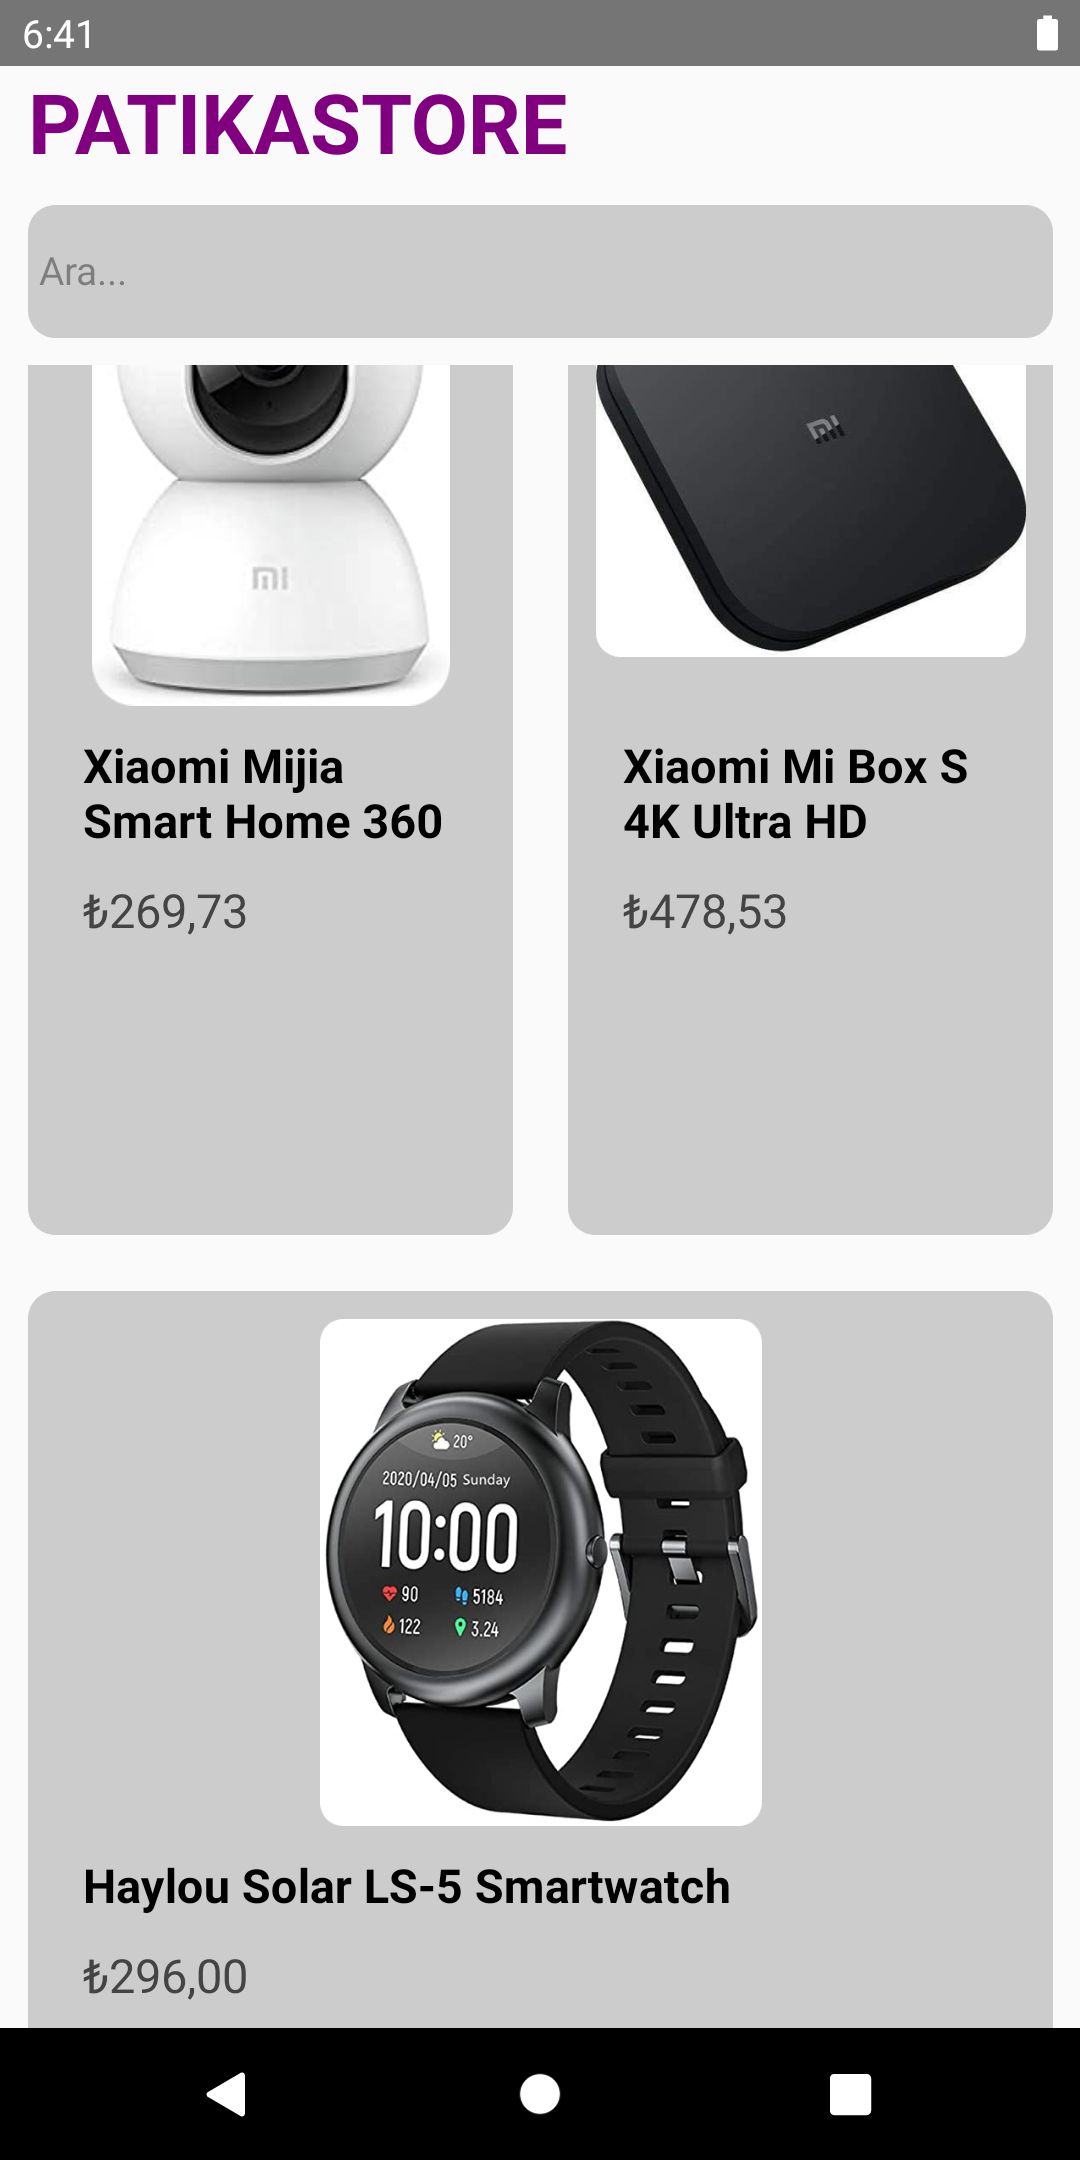 6:41
PATIKASTORE
Ara...
mi
mi
Xiaomi Mijia
Smart Home 360
₺269,73
Xiaomi Mi Box S
4K Ultra HD
₺478,53
20°
2020/04/05 Sunday
10:00
90 5184
122 3.24
Haylou Solar LS-5 Smartwatch
₺296,00